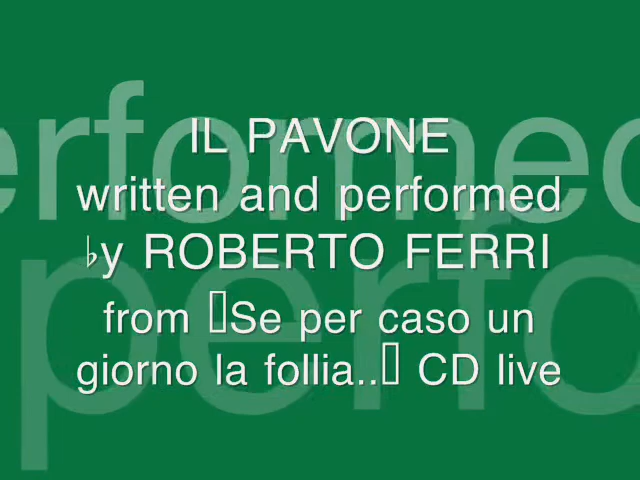 IL PAVONE
written and performed
♭y ROBERTO FERRI
from ▯Se per caso un
giorno la follia..▯ CD live